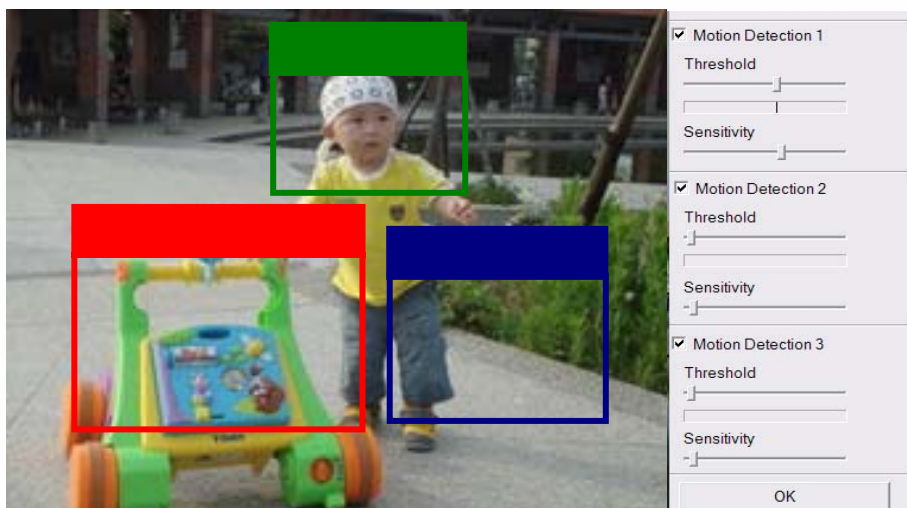 Motion Detection 1
Threshold
Sensitivity
Motion Detection 2
Threshold
Sensitivity
Motion Detection 3
Threshold
Sensitivity
OK